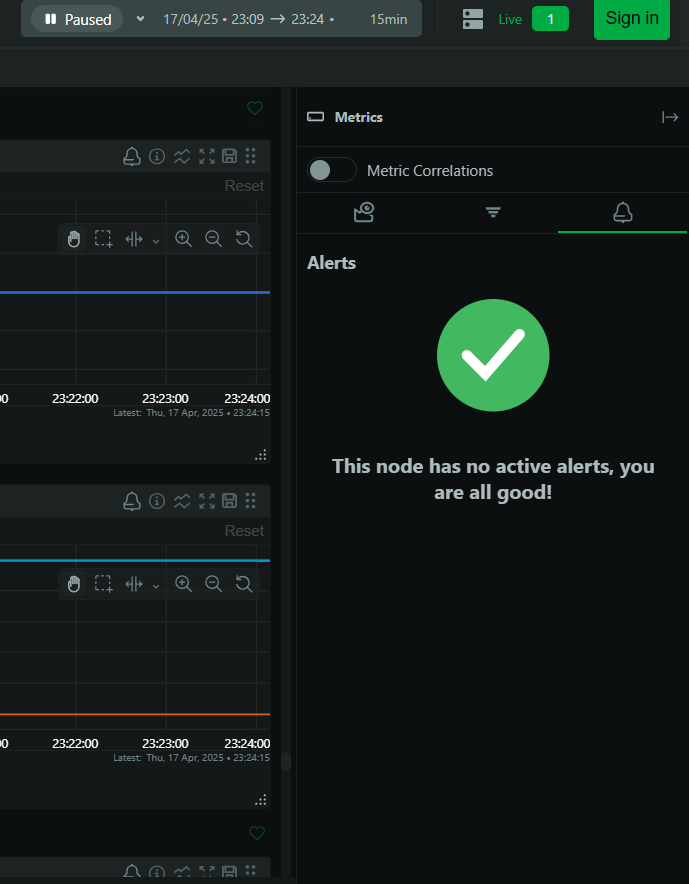 Paused
17/04/25 • 23:09 → 23:24 •
15min
Live
1
Sign in
Metrics
Metric Correlations
Alerts
This node has no active alerts, you
are all good!
Reset
23:22:00 23:23:00 23:24:00
Latest: Thu, 17 Apr, 2025 • 23:24:15
Reset
23:22:00 23:23:00 23:24:00
Latest: Thu, 17 Apr, 2025 • 23:24:15